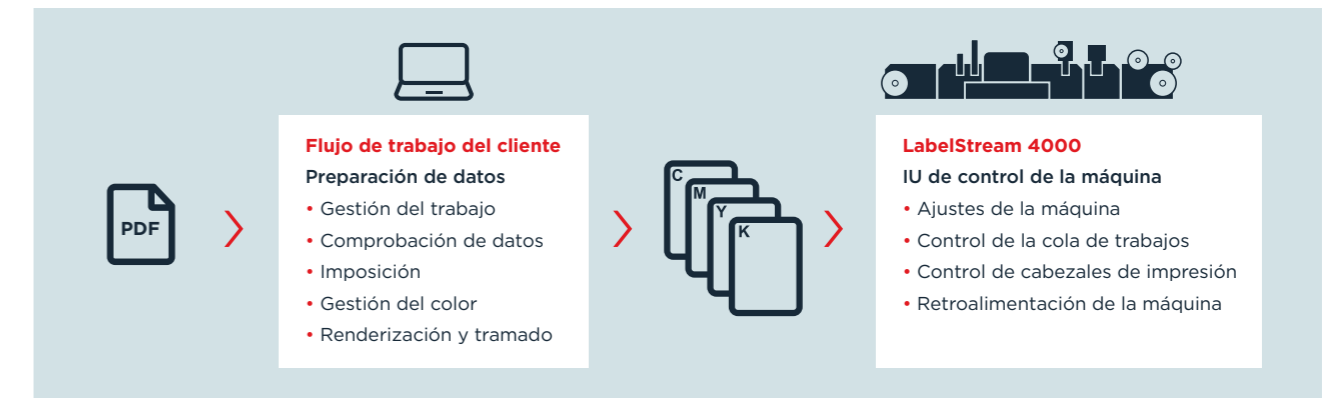 PDF
Flujo de trabajo del cliente
Preparación de datos
• Gestión del trabajo
• Comprobación de datos
• Imposición
• Gestión del color
• Renderización y tramado
C
M
Y
K
LabelStream 4000
IU de control de la máquina
• Ajustes de la máquina
• Control de la cola de trabajos
• Control de cabezales de impresión
• Retroalimentación de la máquina